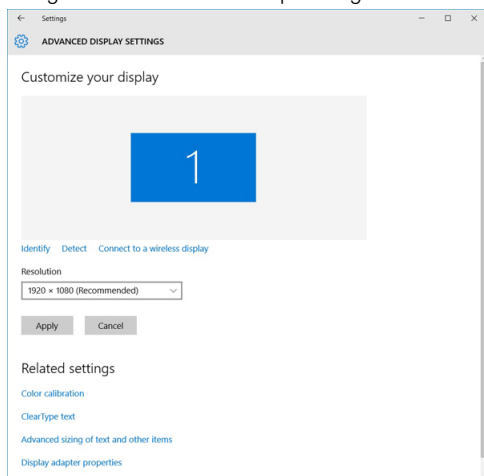 Settings
ADVANCED DISPLAY SETTINGS
Customize your display
1
Identify Detect Connect to a wireless display
Resolution
1920 × 1080 (Recommended)
Apply Cancel
Related settings
Color calibration
ClearType text
Advanced sizing of text and other items
Display adapter properties